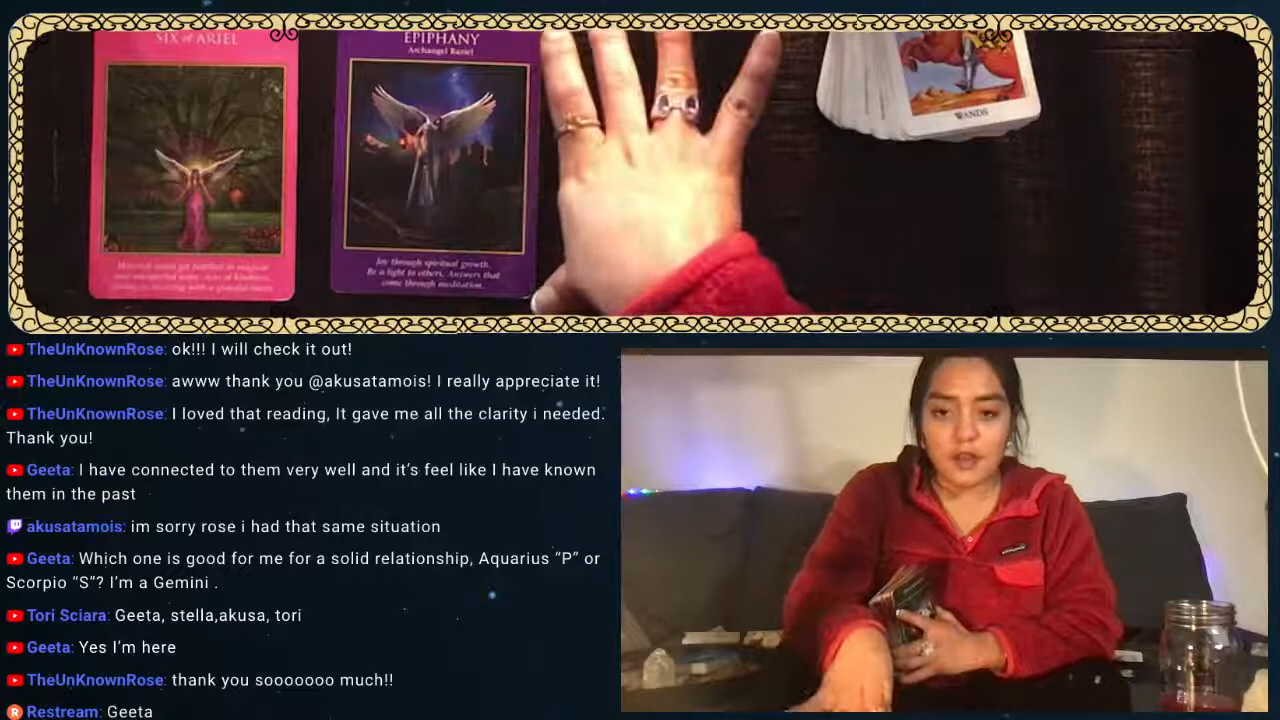 SIX of ARIEL
EPIPHANY
Archangel Raziel
Joy through spiritual growth.
Be a light to others. Answers that
come through meditation.
WANDS
TheUnKnownRose: ok!!! I will check it out!
TheUnKnownRose: awww thank you @akusatamois! I really appreciate it!
TheUnKnownRose: I loved that reading, It gave me all the clarity i needed.
Thank you!
Geeta: I have connected to them very well and it’s feel like I have known
them in the past
akusatamois: im sorry rose i had that same situation
Geeta: Which one is good for me for a solid relationship, Aquarius “P” or
Scorpio “S”? I’m a Gemini .
Tori Sciara: Geeta, stella,akusa, tori
Geeta: Yes I’m here
TheUnKnownRose: thank you sooooooo much!!
Restream: Geeta